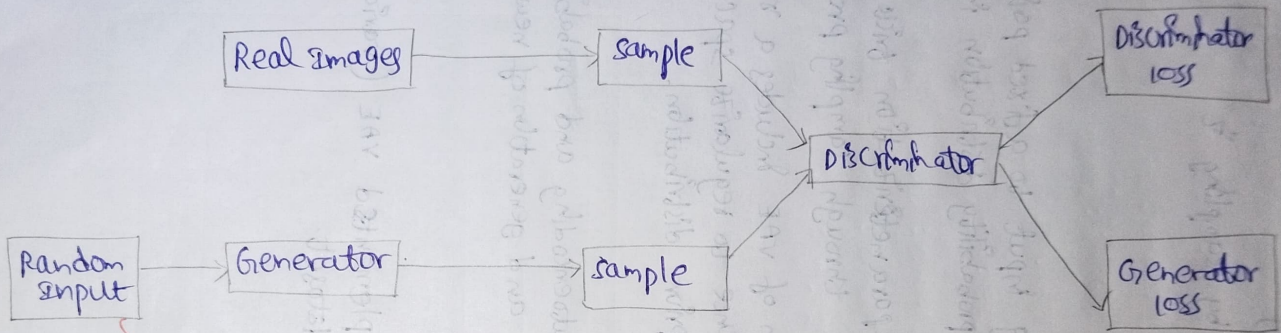 Real Images
Sample
Discriminator
loss
Discriminator
Random
Input
Generator
Sample
Generator
loss